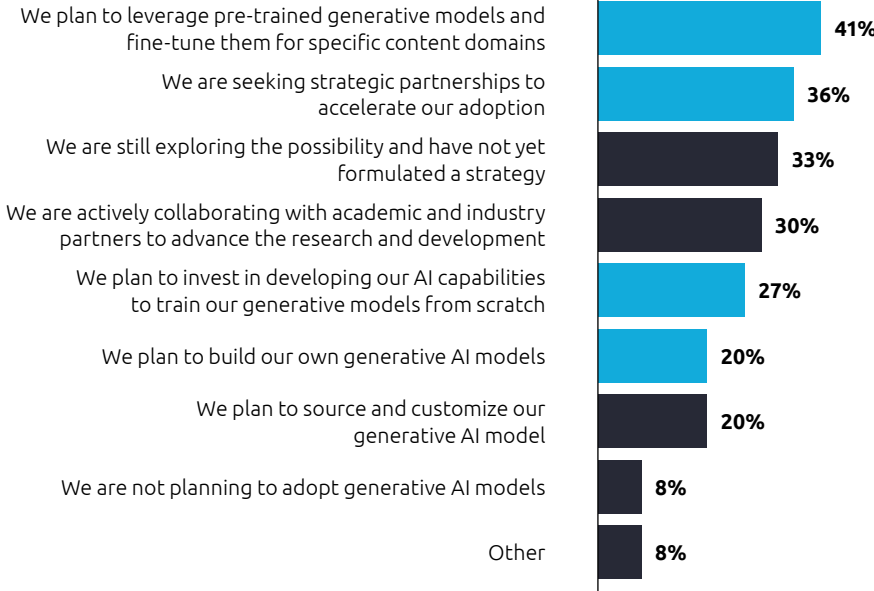 We plan to leverage pre-trained generative models and
fine-tune them for specific content domains
41%
We are seeking strategic partnerships to
accelerate our adoption
36%
We are still exploring the possibility and have not yet
formulated a strategy
33%
We are actively collaborating with academic and industry
partners to advance the research and development
30%
We plan to invest in developing our AI capabilities
to train our generative models from scratch
27%
We plan to build our own generative AI models
20%
We plan to source and customize our
generative AI model
20%
We are not planning to adopt generative AI models
8%
Other
8%